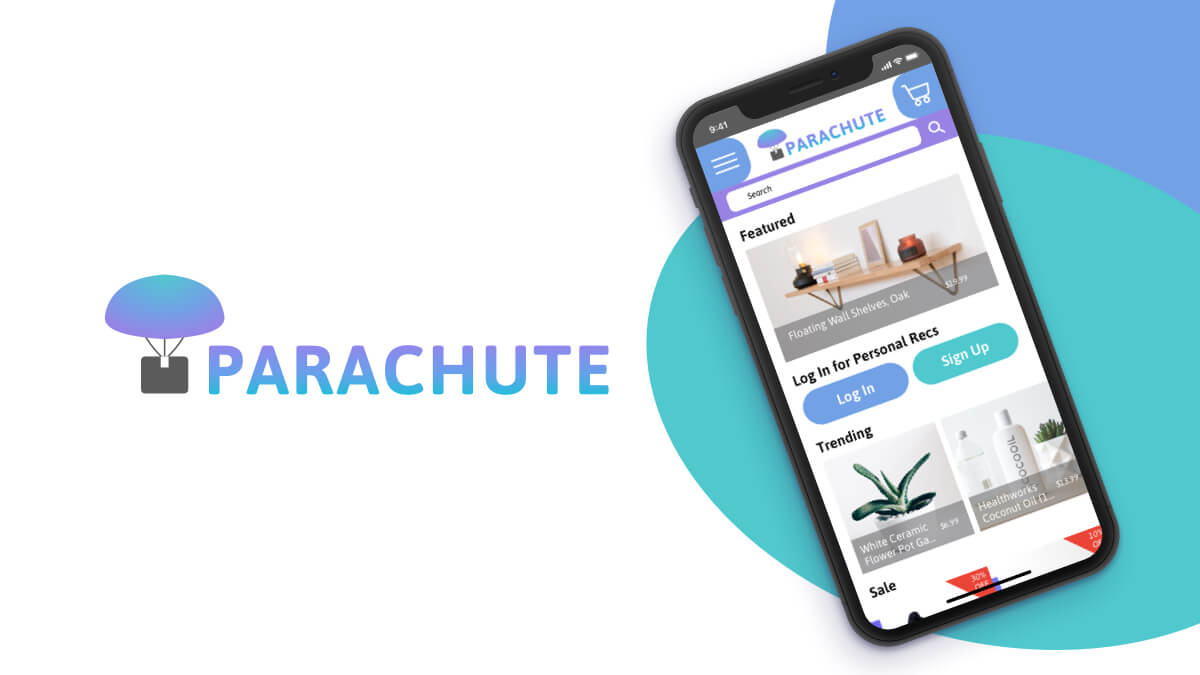 PARACHUTE
9:41
PARACHUTE
Search
Featured
Floating Wall Shelves, Oak
$19.99
Log In for Personal Recs
Log In
Sign Up
Trending
White Ceramic
Flower Pot Ga...
$6.99
COCOOIL
Healthworks
Coconut Oil (1...
$13.99
Sale
30%
OFF
10%
OFF